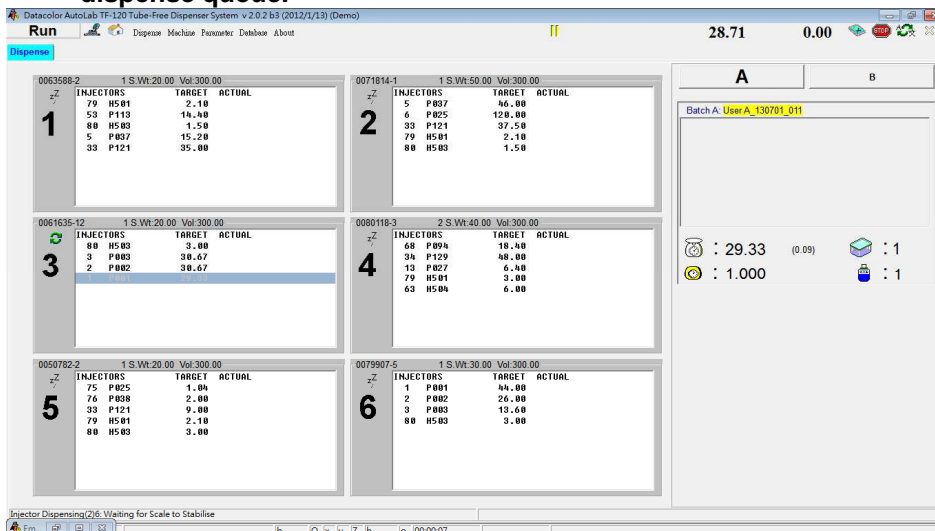 dispense queue.
Datacolor AutoLab TF-120 Tube-Free Dispenser System v 2.0.2 b3 (2012/1/13) (Demo)
Run Dispense Machine Parameter Database About 28.71 0.00 STOP
Dispense
0063588-2 1 S.Wt:20.00 Vol:300.00
zZ INJECTORS TARGET ACTUAL
1
79 H501 2.10
53 P113 14.40
80 H503 1.50
5 P037 15.20
33 P121 35.00
0071814-1 1 S.Wt:50.00 Vol:300.00
zZ INJECTORS TARGET ACTUAL
2
5 P037 46.00
6 P025 120.00
33 P121 37.50
79 H501 2.10
80 H503 1.50
0061635-12 1 S.Wt:20.00 Vol:300.00
INJECTORS TARGET ACTUAL
3
80 H503 3.00
3 P003 30.67
2 P002 30.67
0080118-3 2 S.Wt:40.00 Vol:300.00
zZ INJECTORS TARGET ACTUAL
4
68 P094 18.40
34 P129 48.00
13 P027 6.40
79 H501 3.00
63 H504 6.00
0050782-2 1 S.Wt:20.00 Vol:300.00
zZ INJECTORS TARGET ACTUAL
5
75 P025 1.04
76 P038 2.00
33 P121 9.00
79 H501 2.10
80 H503 3.00
0079907-5 1 S.Wt:30.00 Vol:300.00
zZ INJECTORS TARGET ACTUAL
6
1 P001 44.00
2 P002 26.00
3 P003 13.60
80 H503 3.00
A B
Batch A: User A_130701_011
: 29.33 (0.09) : 1
: 1.000 : 1
Injector Dispensing(2)6: Waiting for Scale to Stabilise
Em... 00:00:07